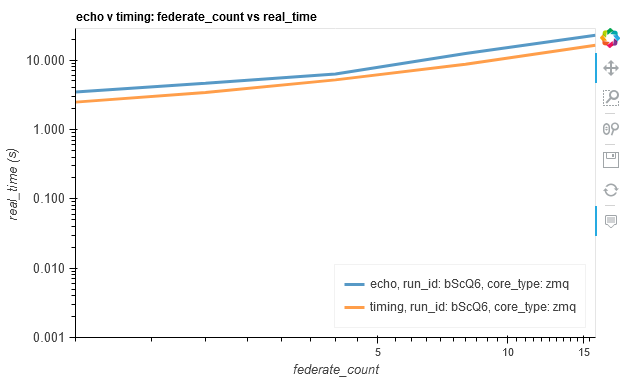 echo v timing: federate_count vs real_time
10.000
1.000
0.100
0.010
0.001
real_time (s)
echo, run_id: bScQ6, core_type: zmq
timing, run_id: bScQ6, core_type: zmq
5
10
15
federate_count